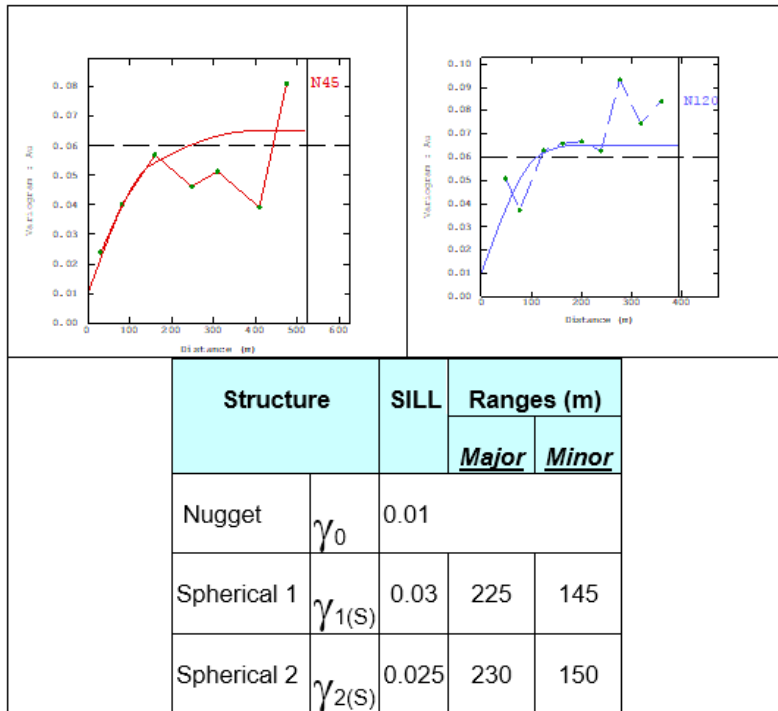 N45
0.08
0.07
0.06
0.05
0.04
0.03
0.02
0.01
0.00
Variogram : Au
0 100 200 300 400 500 600
Distance (m)
N120
0.10
0.09
0.08
0.07
0.06
0.05
0.04
0.03
0.02
0.01
0.00
Variogram : Au
0 100 200 300 400
Distance (m)
Structure SILL Ranges (m)
Major Minor
Nugget γ0 0.01
Spherical 1 γ1(S) 0.03 225 145
Spherical 2 γ2(S) 0.025 230 150